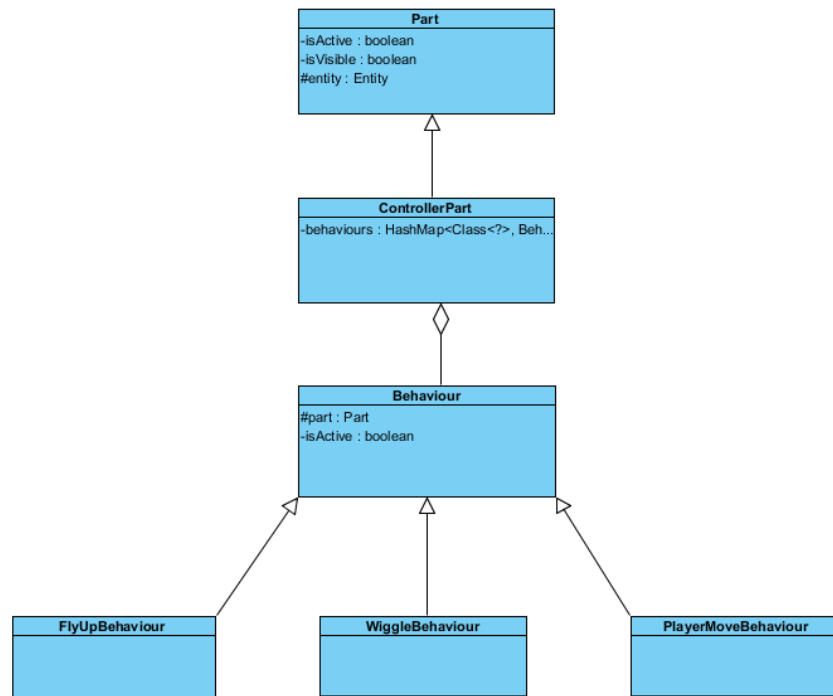 Part
-isActive : boolean
-isVisible : boolean
#entity : Entity
ControllerPart
-behaviours : HashMap<Class<?>, Beh...
Behaviour
#part : Part
-isActive : boolean
FlyUpBehaviour
WiggleBehaviour
PlayerMoveBehaviour